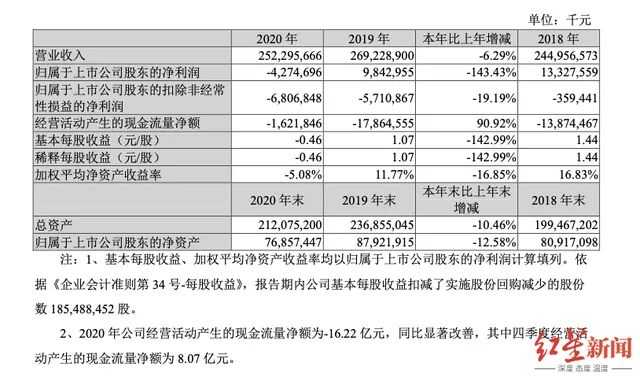 单位：千元
2020 年 2019 年 本年比上年增减 2018 年
营业收入 252,295,666 269,228,900 -6.29% 244,956,573
归属于上市公司股东的净利润 -4,274,696 9,842,955 -143.43% 13,327,559
归属于上市公司股东的扣除非经常
性损益的净利润 -6,806,848 -5,710,867 -19.19% -359,441
经营活动产生的现金流量净额 -1,621,846 -17,864,555 90.92% -13,874,467
基本每股收益（元/股） -0.46 1.07 -142.99% 1.44
稀释每股收益（元/股） -0.46 1.07 -142.99% 1.44
加权平均净资产收益率 -5.08% 11.77% -16.85% 16.83%
2020 年末 2019 年末 本年末比上年末
增减 2018 年末
总资产 212,075,200 236,855,045 -10.46% 199,467,202
归属于上市公司股东的净资产 76,857,447 87,921,915 -12.58% 80,917,098
注：1、基本每股收益、加权平均净资产收益率均以归属于上市公司股东的净利润计算填列。依
据《企业会计准则第 34 号-每股收益》，报告期内公司基本每股收益扣减了实施股份回购减少的股份
数 185,488,452 股。
2、2020 年公司经营活动产生的现金流量净额为-16.22 亿元，同比显著改善，其中四季度经营活
动产生的现金流量净额为 8.07 亿元。
红星新闻
深度 态度 温度